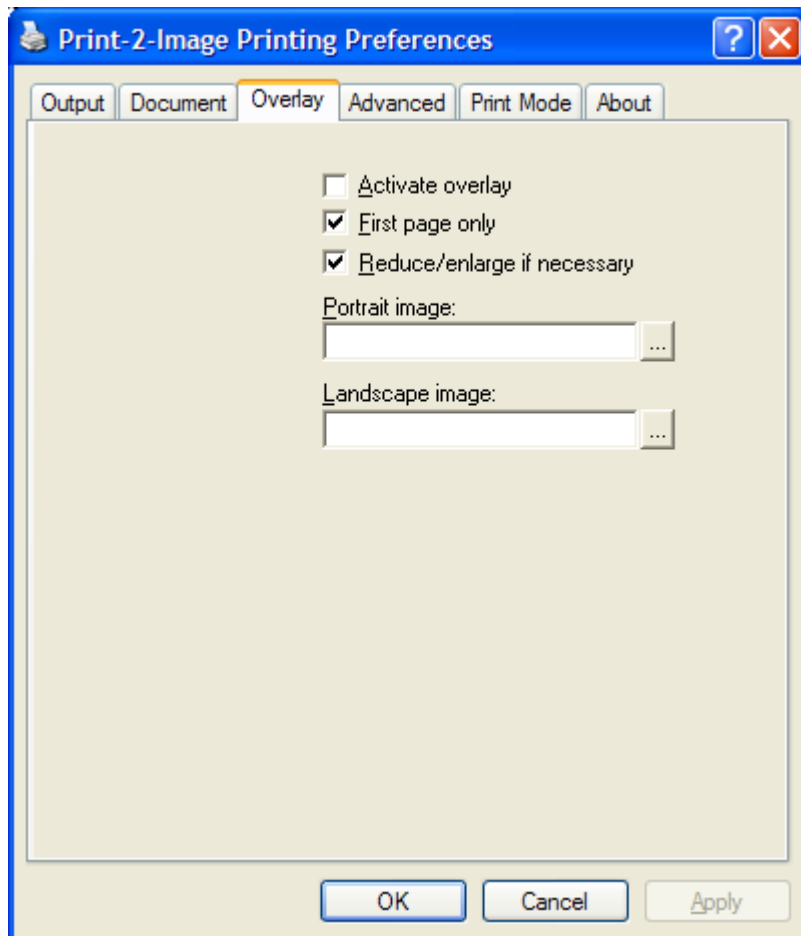 Print-2-Image Printing Preferences
Output Document Overlay Advanced Print Mode About
Activate overlay
First page only
Reduce/enlarge if necessary
Portrait image:
...
Landscape image:
...
OK Cancel Apply